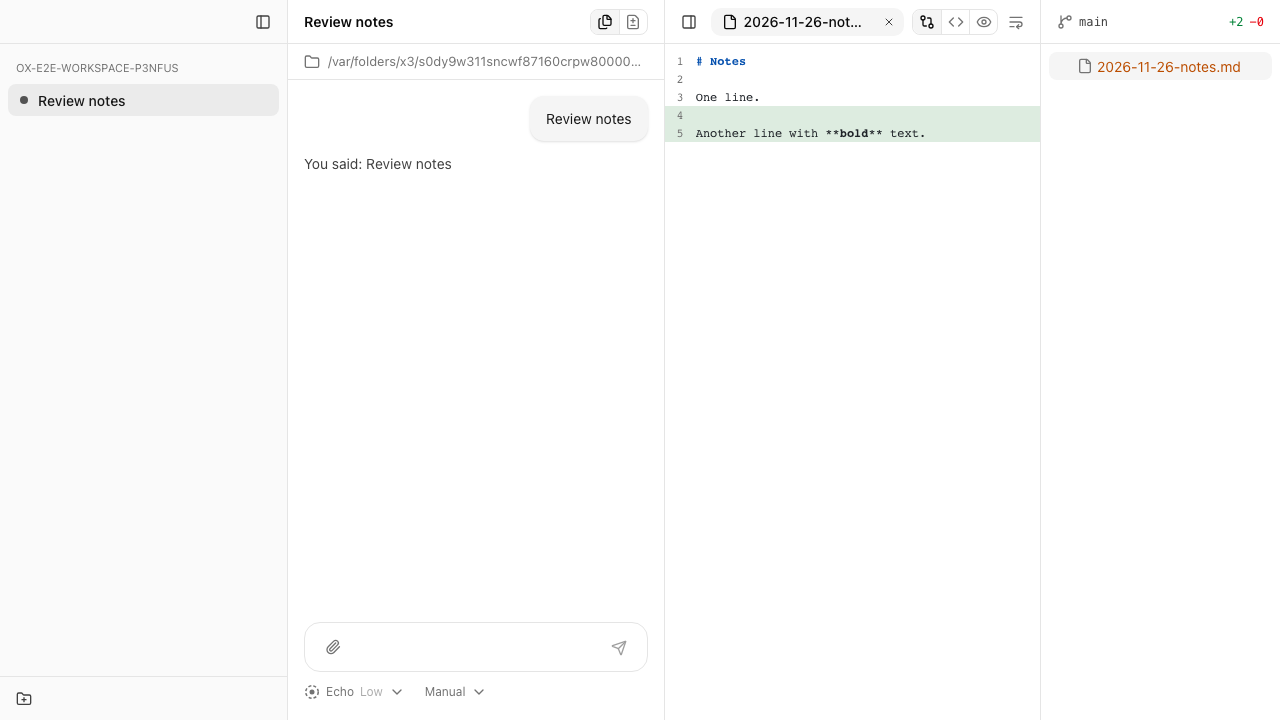 OX-E2E-WORKSPACE-P3NFUS
Review notes
Echo Low
Manual
Review notes
/var/folders/x3/s0dy9w311sncwf87160crpw80000...
Review notes
You said: Review notes
2026-11-26-not...
1 # Notes
2
3 One line.
4
5 Another line with **bold** text.
main
+2 −0
2026-11-26-notes.md